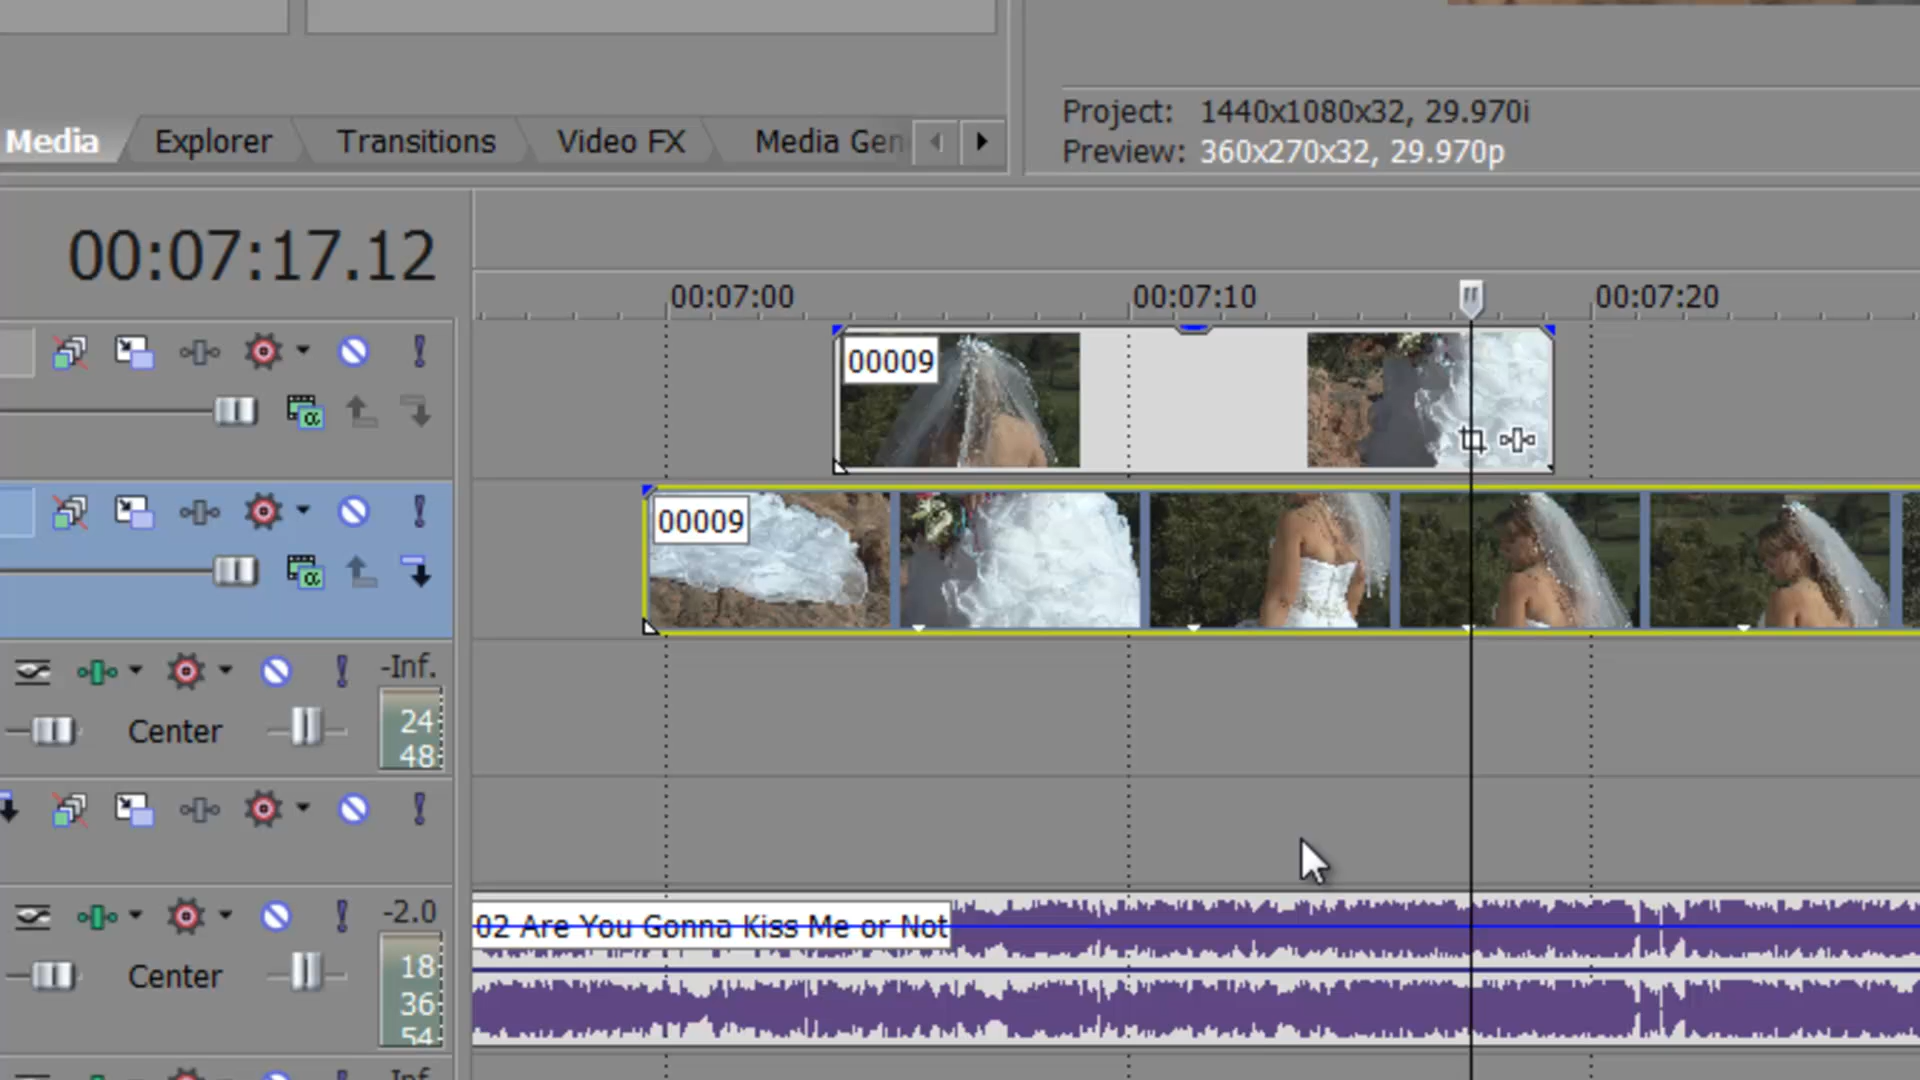 Project: 1440x1080x32, 29.970i
Media Explorer Transitions Video FX Media Gen
Preview: 360x270x32, 29.970p
00:07:17.12
00:07:00 00:07:10 00:07:20
00009
00009
-Inf.
Center 24
48
-2.0
02 Are You Gonna Kiss Me or Not
Center 18
36
54
Inf